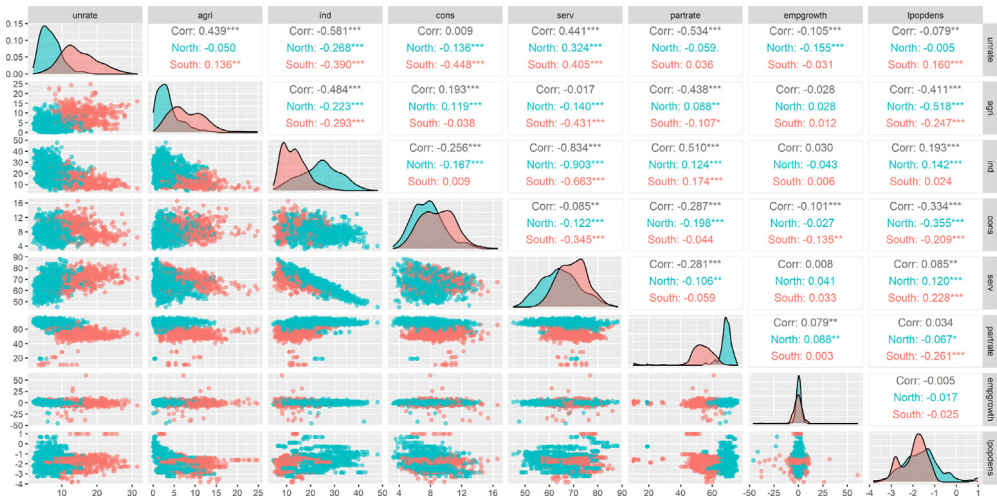 unrate agri ind cons serv partrate empgrowth lpopdens
0.15 Corr: 0.439*** Corr: -0.581*** Corr: 0.009 Corr: 0.441*** Corr: -0.534*** Corr: -0.105*** Corr: -0.079**
0.10 North: -0.050 North: -0.268*** North: -0.136*** North: 0.324*** North: -0.059. North: -0.155*** North: -0.005
0.05 South: 0.136** South: -0.390*** South: -0.448*** South: 0.405*** South: 0.036 South: -0.031 South: 0.160***
0.00
unrate
25 Corr: -0.484*** Corr: 0.193*** Corr: -0.017 Corr: -0.438*** Corr: -0.028 Corr: -0.411***
20
15 North: -0.223*** North: 0.119*** North: -0.140*** North: 0.088** North: 0.028 North: -0.518***
10
5 South: -0.293*** South: -0.038 South: -0.431*** South: -0.107* South: 0.012 South: -0.247***
0
agri
50 Corr: -0.256*** Corr: -0.834*** Corr: 0.510*** Corr: 0.030 Corr: 0.193***
40
30 North: -0.167*** North: -0.903*** North: 0.124*** North: -0.043 North: 0.142***
20
10 South: 0.009 South: -0.663*** South: 0.174*** South: 0.006 South: 0.024
ind
16 Corr: -0.085** Corr: -0.287*** Corr: -0.101*** Corr: -0.334***
12 North: -0.122*** North: -0.198*** North: -0.027 North: -0.355***
8 South: -0.345*** South: -0.044 South: -0.135** South: -0.209***
4
cons
90 Corr: -0.281*** Corr: 0.008 Corr: 0.085**
80
70 North: -0.106** North: 0.041 North: 0.120***
60
50 South: -0.059 South: 0.033 South: 0.228***
serv
Corr: 0.079** Corr: 0.034
60 North: 0.088** North: -0.067*
40 South: 0.003 South: -0.261***
20
partrate
50 Corr: -0.005
25 North: -0.017
0
-25 South: -0.025
-50
empgrowth
1
0
-1
-2
-3
-4
lpopdens
10 20 30 0 5 10 15 20 25 10 20 30 40 50 4 8 12 16 50 60 70 80 90 20 40 60 -50 -25 0 25 50 -4 -3 -2 -1 0 1